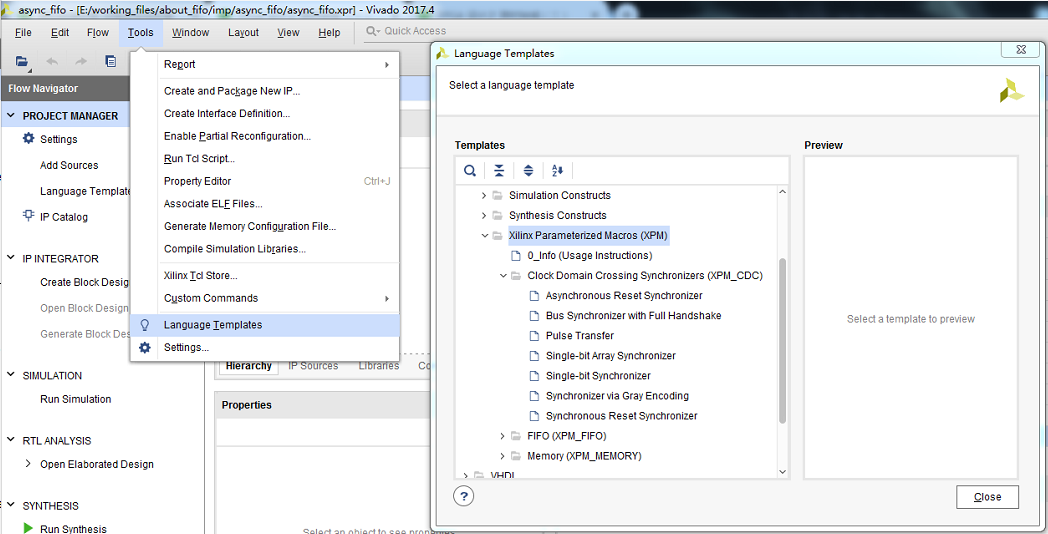 async_fifo - [E:/working_files/about_fifo/imp/async_fifo/async_fifo.xpr] - Vivado 2017.4
File Edit Flow Tools Window Layout View Help Quick Access
Flow Navigator
PROJECT MANAGER
Settings
Add Sources
Language Template
IP Catalog
IP INTEGRATOR
Create Block Desig
Open Block Design
Generate Block Des
SIMULATION
Run Simulation
RTL ANALYSIS
Open Elaborated Design
SYNTHESIS
Run Synthesis
Report
Create and Package New IP...
Create Interface Definition...
Enable Partial Reconfiguration...
Run Tcl Script...
Property Editor Ctrl+J
Associate ELF Files...
Generate Memory Configuration File...
Compile Simulation Libraries...
Xilinx Tcl Store...
Custom Commands
Language Templates
Settings...
Hierarchy IP Sources Libraries Co
Properties
Select an object to see properties
Language Templates
Select a language template
Templates
Simulation Constructs
Synthesis Constructs
Xilinx Parameterized Macros (XPM)
0_Info (Usage Instructions)
Clock Domain Crossing Synchronizers (XPM_CDC)
Asynchronous Reset Synchronizer
Bus Synchronizer with Full Handshake
Pulse Transfer
Single-bit Array Synchronizer
Single-bit Synchronizer
Synchronizer via Gray Encoding
Synchronous Reset Synchronizer
FIFO (XPM_FIFO)
Memory (XPM_MEMORY)
VHDL
Preview
Select a template to preview
?
Close